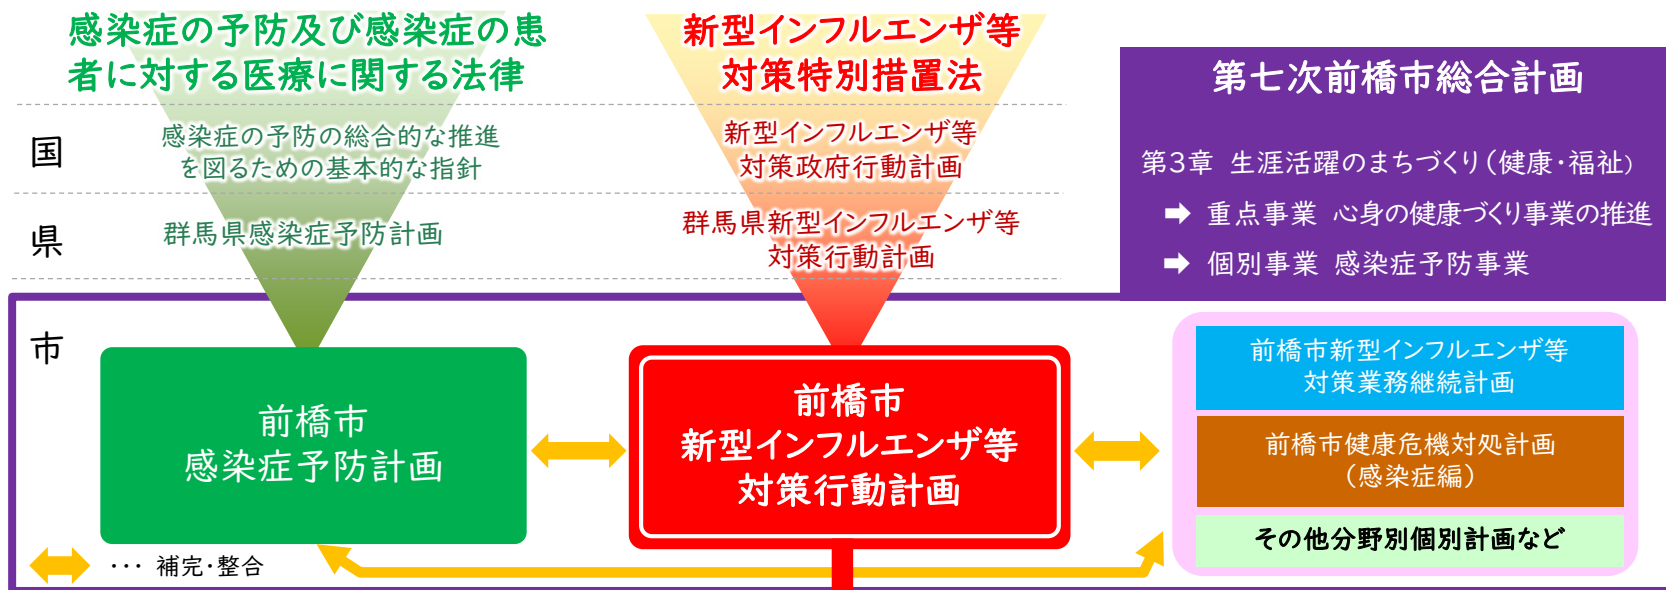 感染症の予防及び感染症の患
者に対する医療に関する法律
新型インフルエンザ等
対策特別措置法
第七次前橋市総合計画
国
感染症の予防の総合的な推進
を図るための基本的な指針
新型インフルエンザ等
対策政府行動計画
第3章 生涯活躍のまちづくり（健康・福祉）
➡ 重点事業 心身の健康づくり事業の推進
➡ 個別事業 感染症予防事業
県
群馬県感染症予防計画
群馬県新型インフルエンザ等
対策行動計画
市
前橋市
感染症予防計画
前橋市
新型インフルエンザ等
対策行動計画
前橋市新型インフルエンザ等
対策業務継続計画
前橋市健康危機対処計画
（感染症編）
その他分野別個別計画など
・・・ 補完・整合